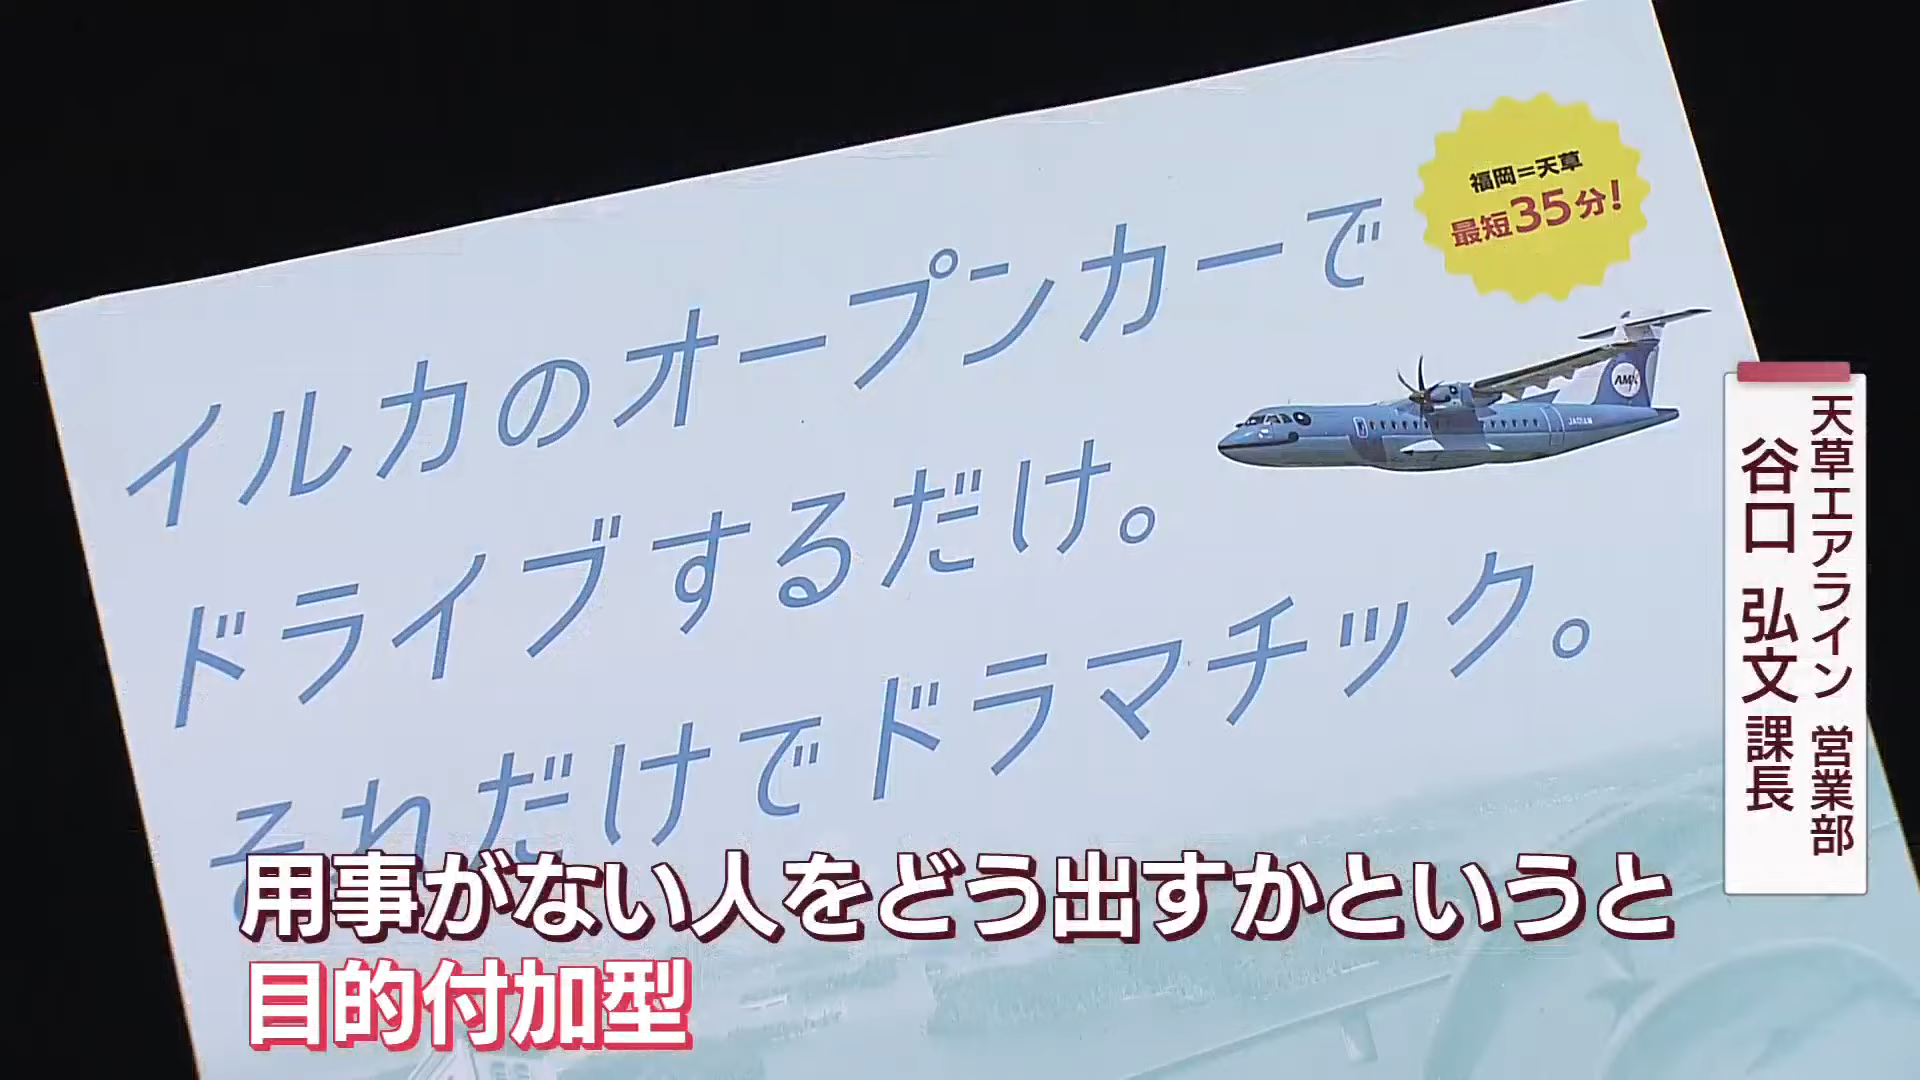 福岡＝天草
最短35分!
イルカのオープンカーで
ドライブするだけ。
それだけでドラマチック。
AMX
JA01AM
天草エアライン 営業部
谷口 弘文 課長
用事がない人をどう出すかというと
目的付加型